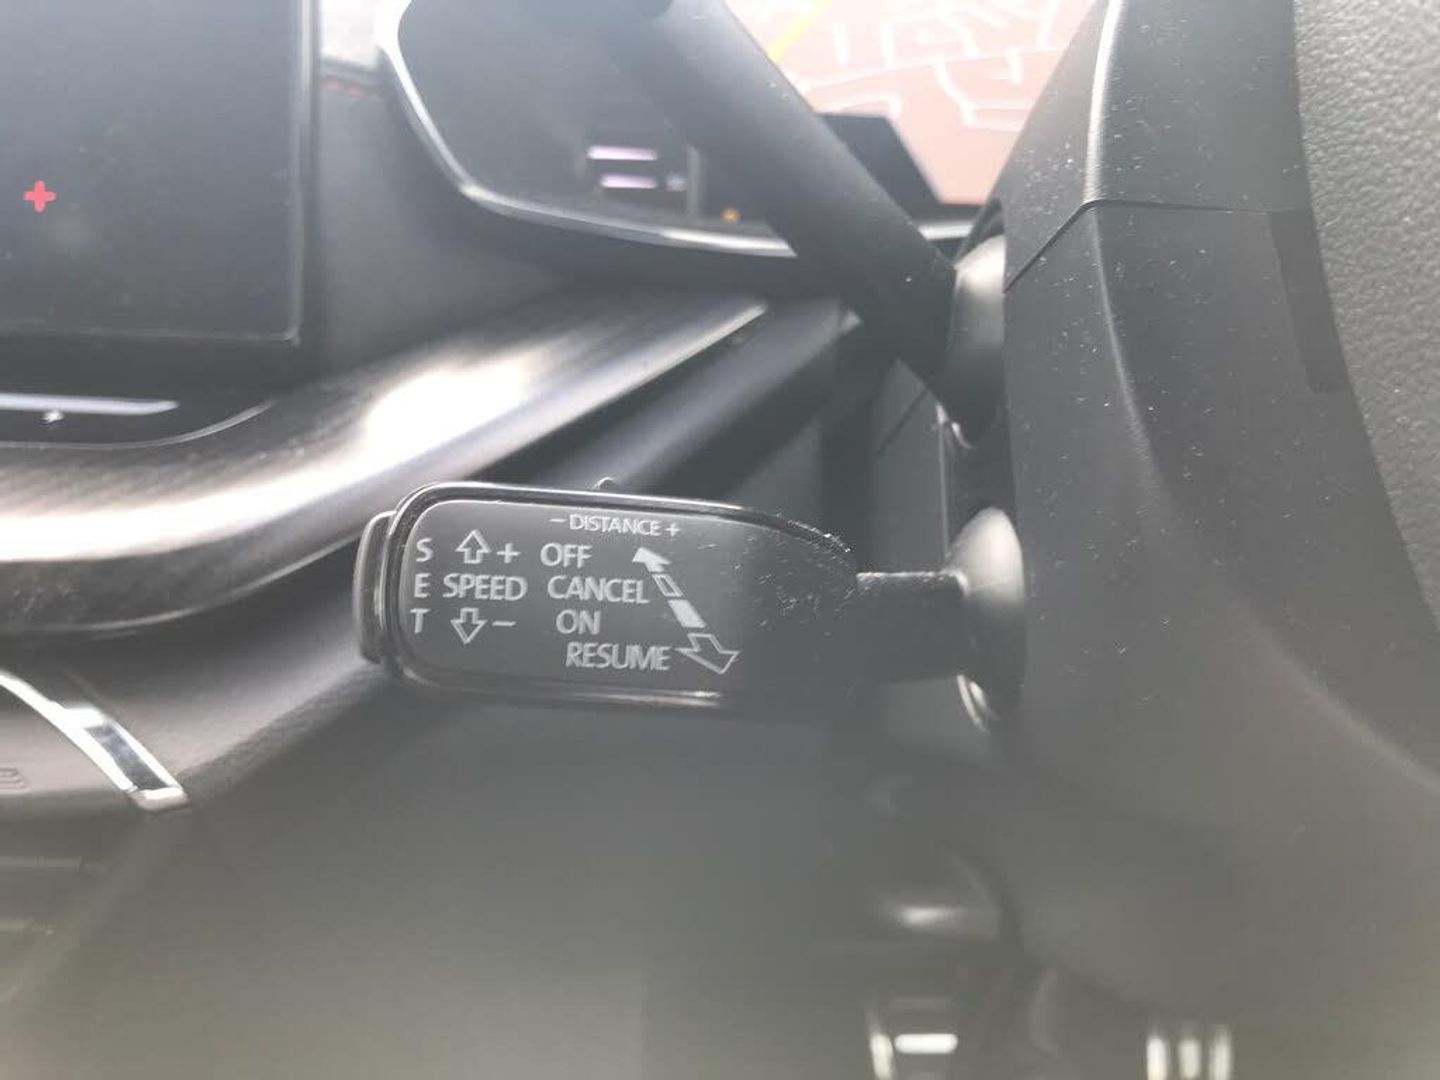 − DISTANCE +
S + OFF
E SPEED CANCEL
T − ON
RESUME